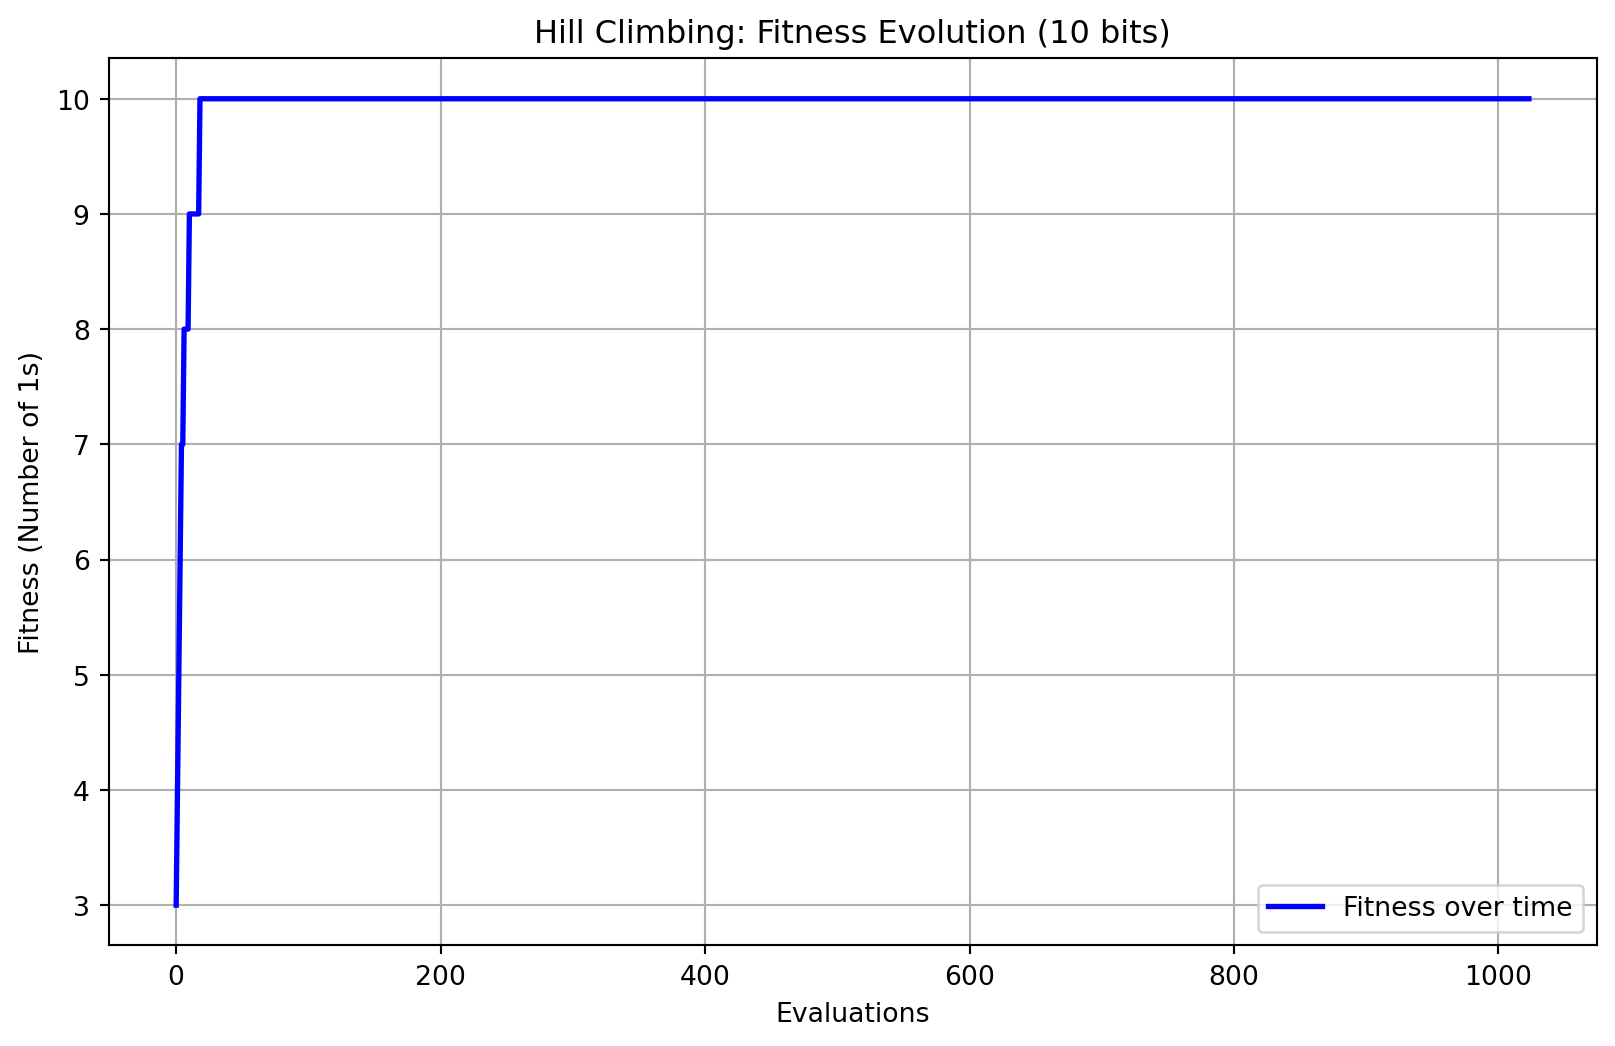 Hill Climbing: Fitness Evolution (10 bits)
10
9
8
7
6
5
4
3
Fitness (Number of 1s)
Fitness over time
0 200 400 600 800 1000
Evaluations